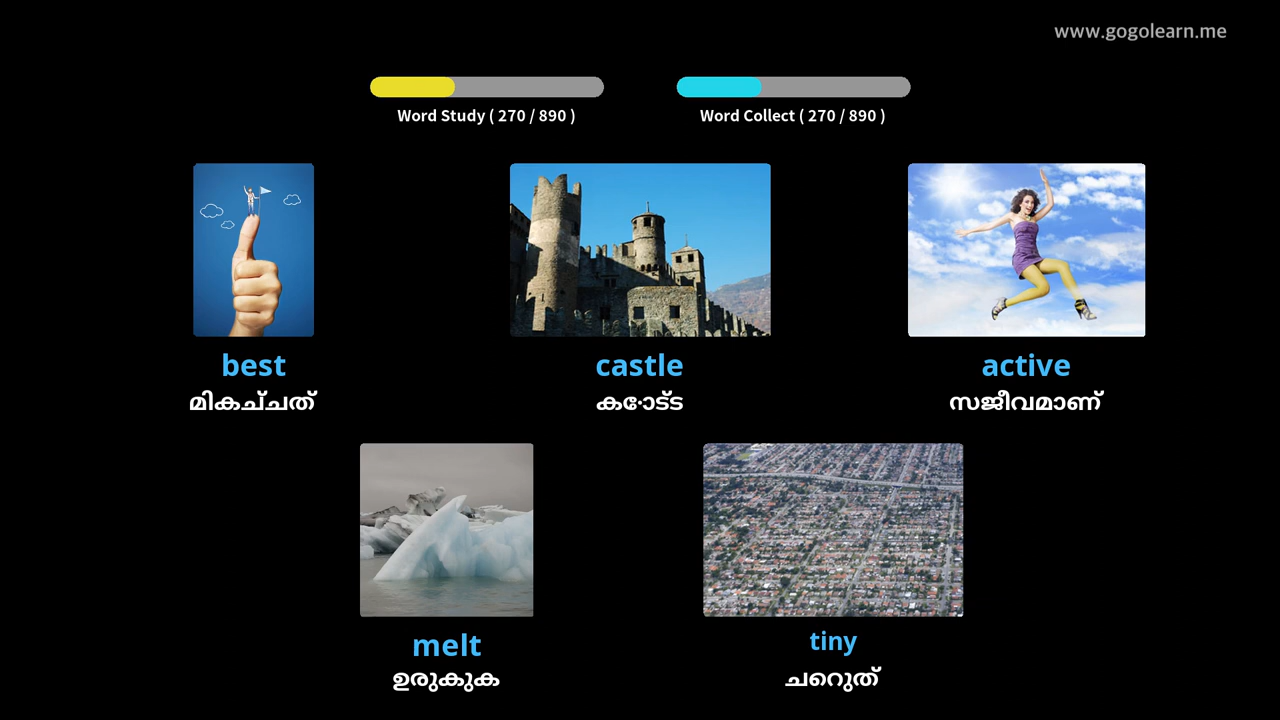 www.gogolearn.me
Word Study ( 270 / 890 )
Word Collect ( 270 / 890 )
best
മികച്ചത്
castle
കോട്ട
active
സജീവമാണ്
melt
ഉരുകുക
tiny
ചെറുത്